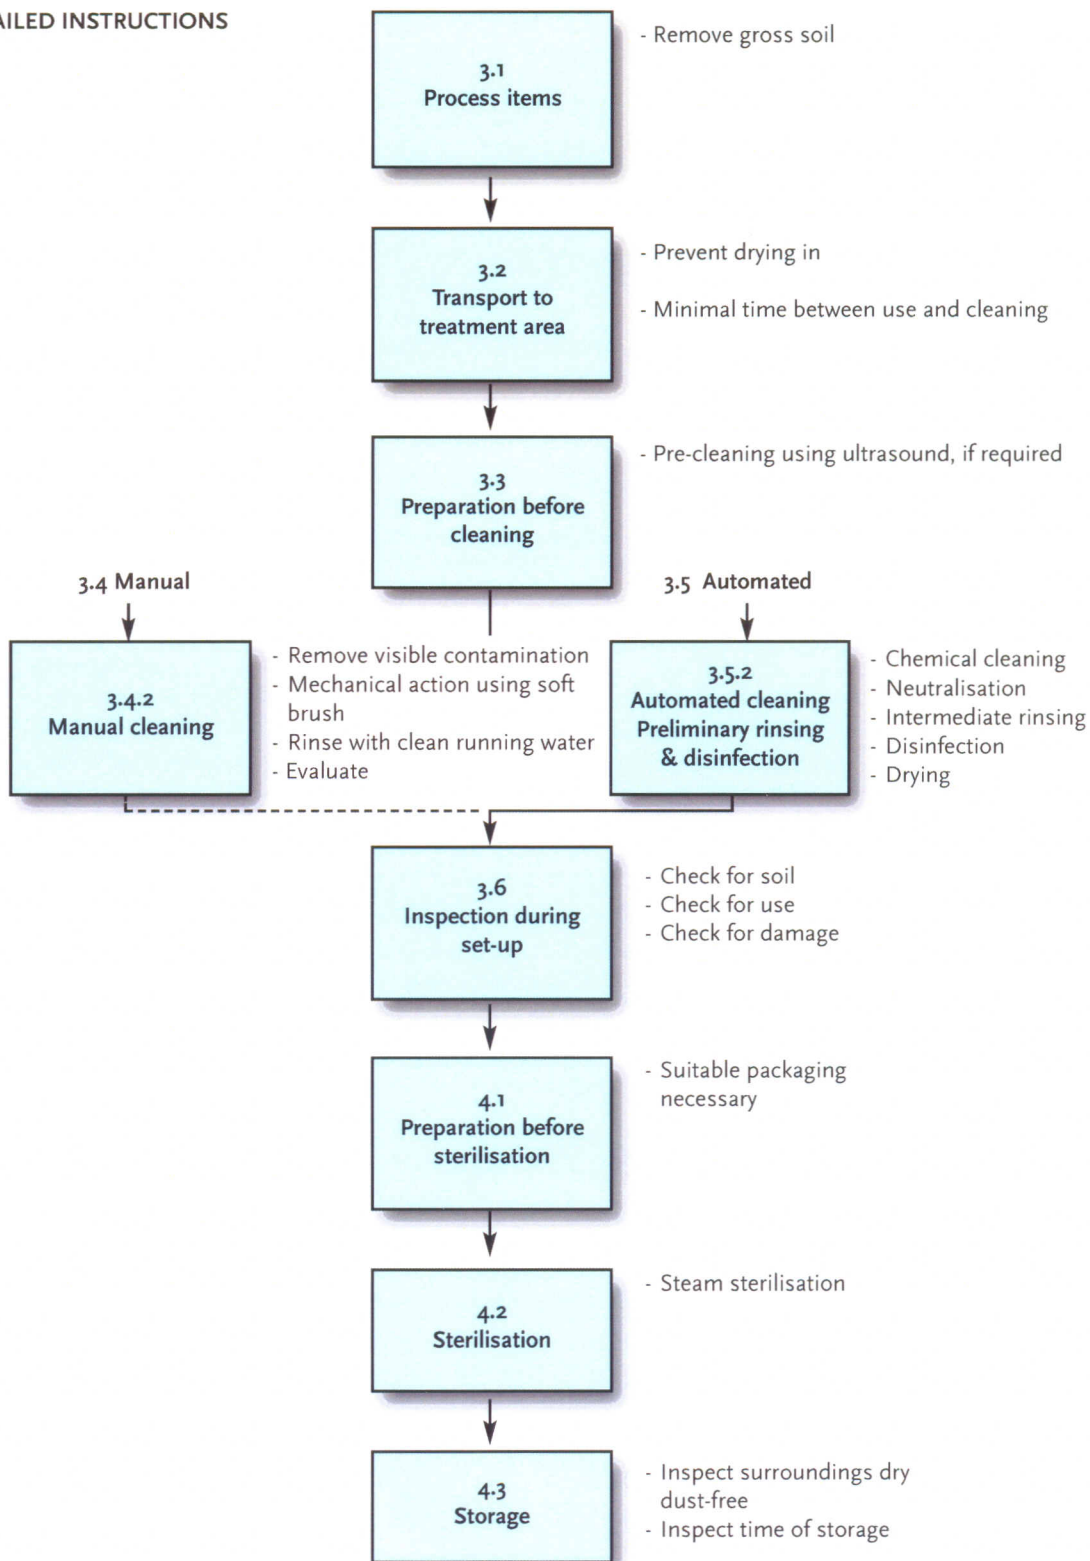 AILED INSTRUCTIONS
- Remove gross soil
3.1
Process items
3.2
Transport to
treatment area
- Prevent drying in
- Minimal time between use and cleaning
3.3
Preparation before
cleaning
- Pre-cleaning using ultrasound, if required
3.4 Manual
3.4.2
Manual cleaning
- Remove visible contamination
- Mechanical action using soft
brush
- Rinse with clean running water
- Evaluate
3.5 Automated
3.5.2
Automated cleaning
Preliminary rinsing
& disinfection
- Chemical cleaning
- Neutralisation
- Intermediate rinsing
- Disinfection
- Drying
3.6
Inspection during
set-up
- Check for soil
- Check for use
- Check for damage
4.1
Preparation before
sterilisation
- Suitable packaging
necessary
4.2
Sterilisation
- Steam sterilisation
4.3
Storage
- Inspect surroundings dry
dust-free
- Inspect time of storage